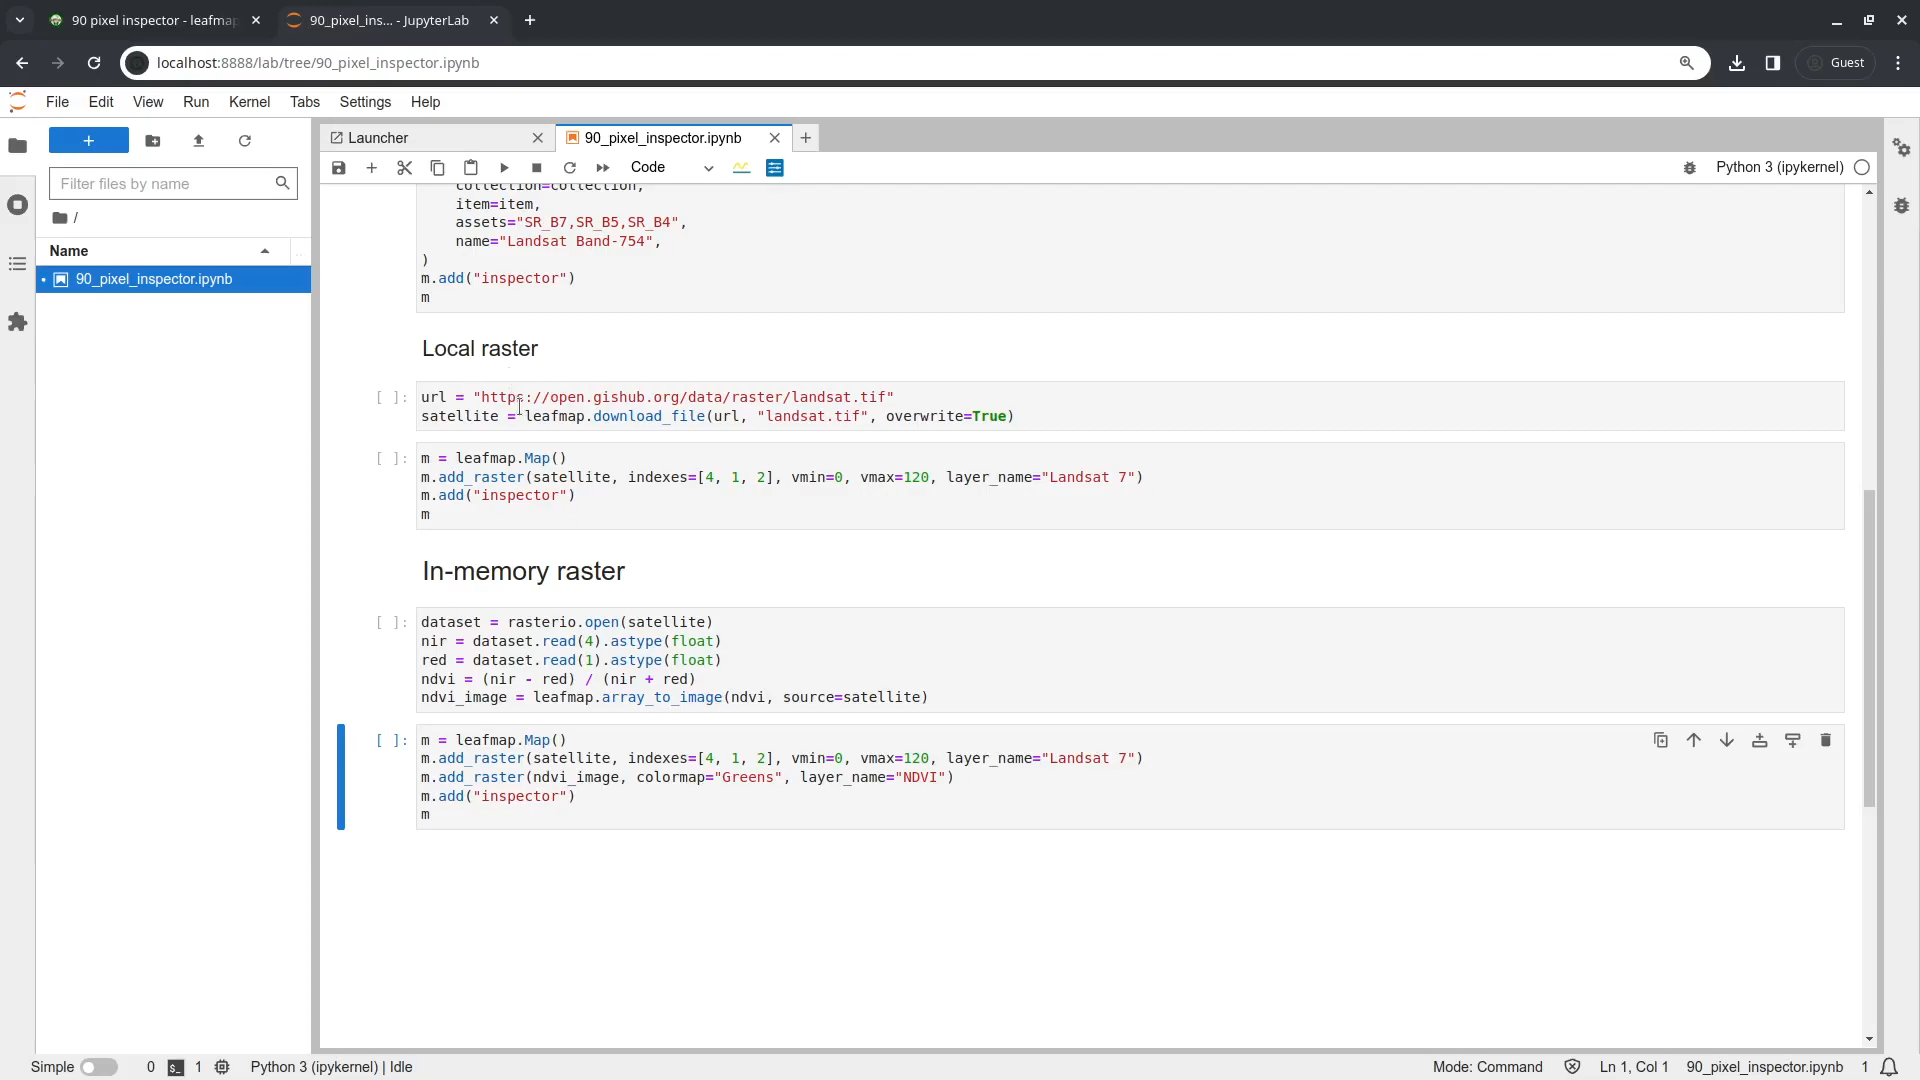 90 pixel inspector - leafmap
90_pixel_ins... - JupyterLab
localhost:8888/lab/tree/90_pixel_inspector.ipynb
Guest
File Edit View Run Kernel Tabs Settings Help
+
Filter files by name
/
Name
90_pixel_inspector.ipynb
Launcher
90_pixel_inspector.ipynb
Code
Python 3 (ipykernel)
collection=collection,
item=item,
assets="SR_B7,SR_B5,SR_B4",
name="Landsat Band-754",
)
m.add("inspector")
m
Local raster
[ ]:
url = "https://open.gishub.org/data/raster/landsat.tif"
satellite = leafmap.download_file(url, "landsat.tif", overwrite=True)
[ ]:
m = leafmap.Map()
m.add_raster(satellite, indexes=[4, 1, 2], vmin=0, vmax=120, layer_name="Landsat 7")
m.add("inspector")
m
In-memory raster
[ ]:
dataset = rasterio.open(satellite)
nir = dataset.read(4).astype(float)
red = dataset.read(1).astype(float)
ndvi = (nir - red) / (nir + red)
ndvi_image = leafmap.array_to_image(ndvi, source=satellite)
[ ]:
m = leafmap.Map()
m.add_raster(satellite, indexes=[4, 1, 2], vmin=0, vmax=120, layer_name="Landsat 7")
m.add_raster(ndvi_image, colormap="Greens", layer_name="NDVI")
m.add("inspector")
m
Simple 0 $_ 1 Python 3 (ipykernel) | Idle
Mode: Command Ln 1, Col 1 90_pixel_inspector.ipynb 1